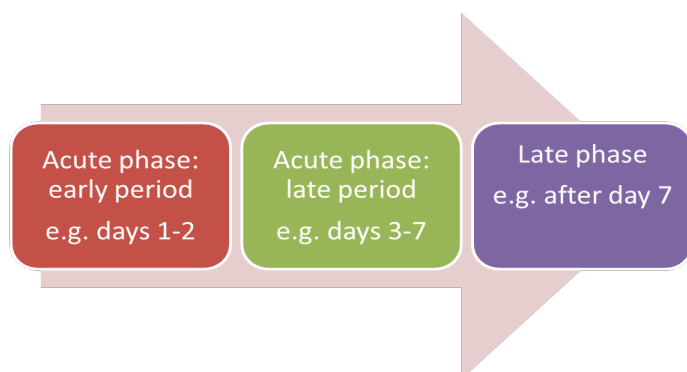 Acute phase:
early period
e.g. days 1-2
Acute phase:
late period
e.g. days 3-7
Late phase
e.g. after day 7